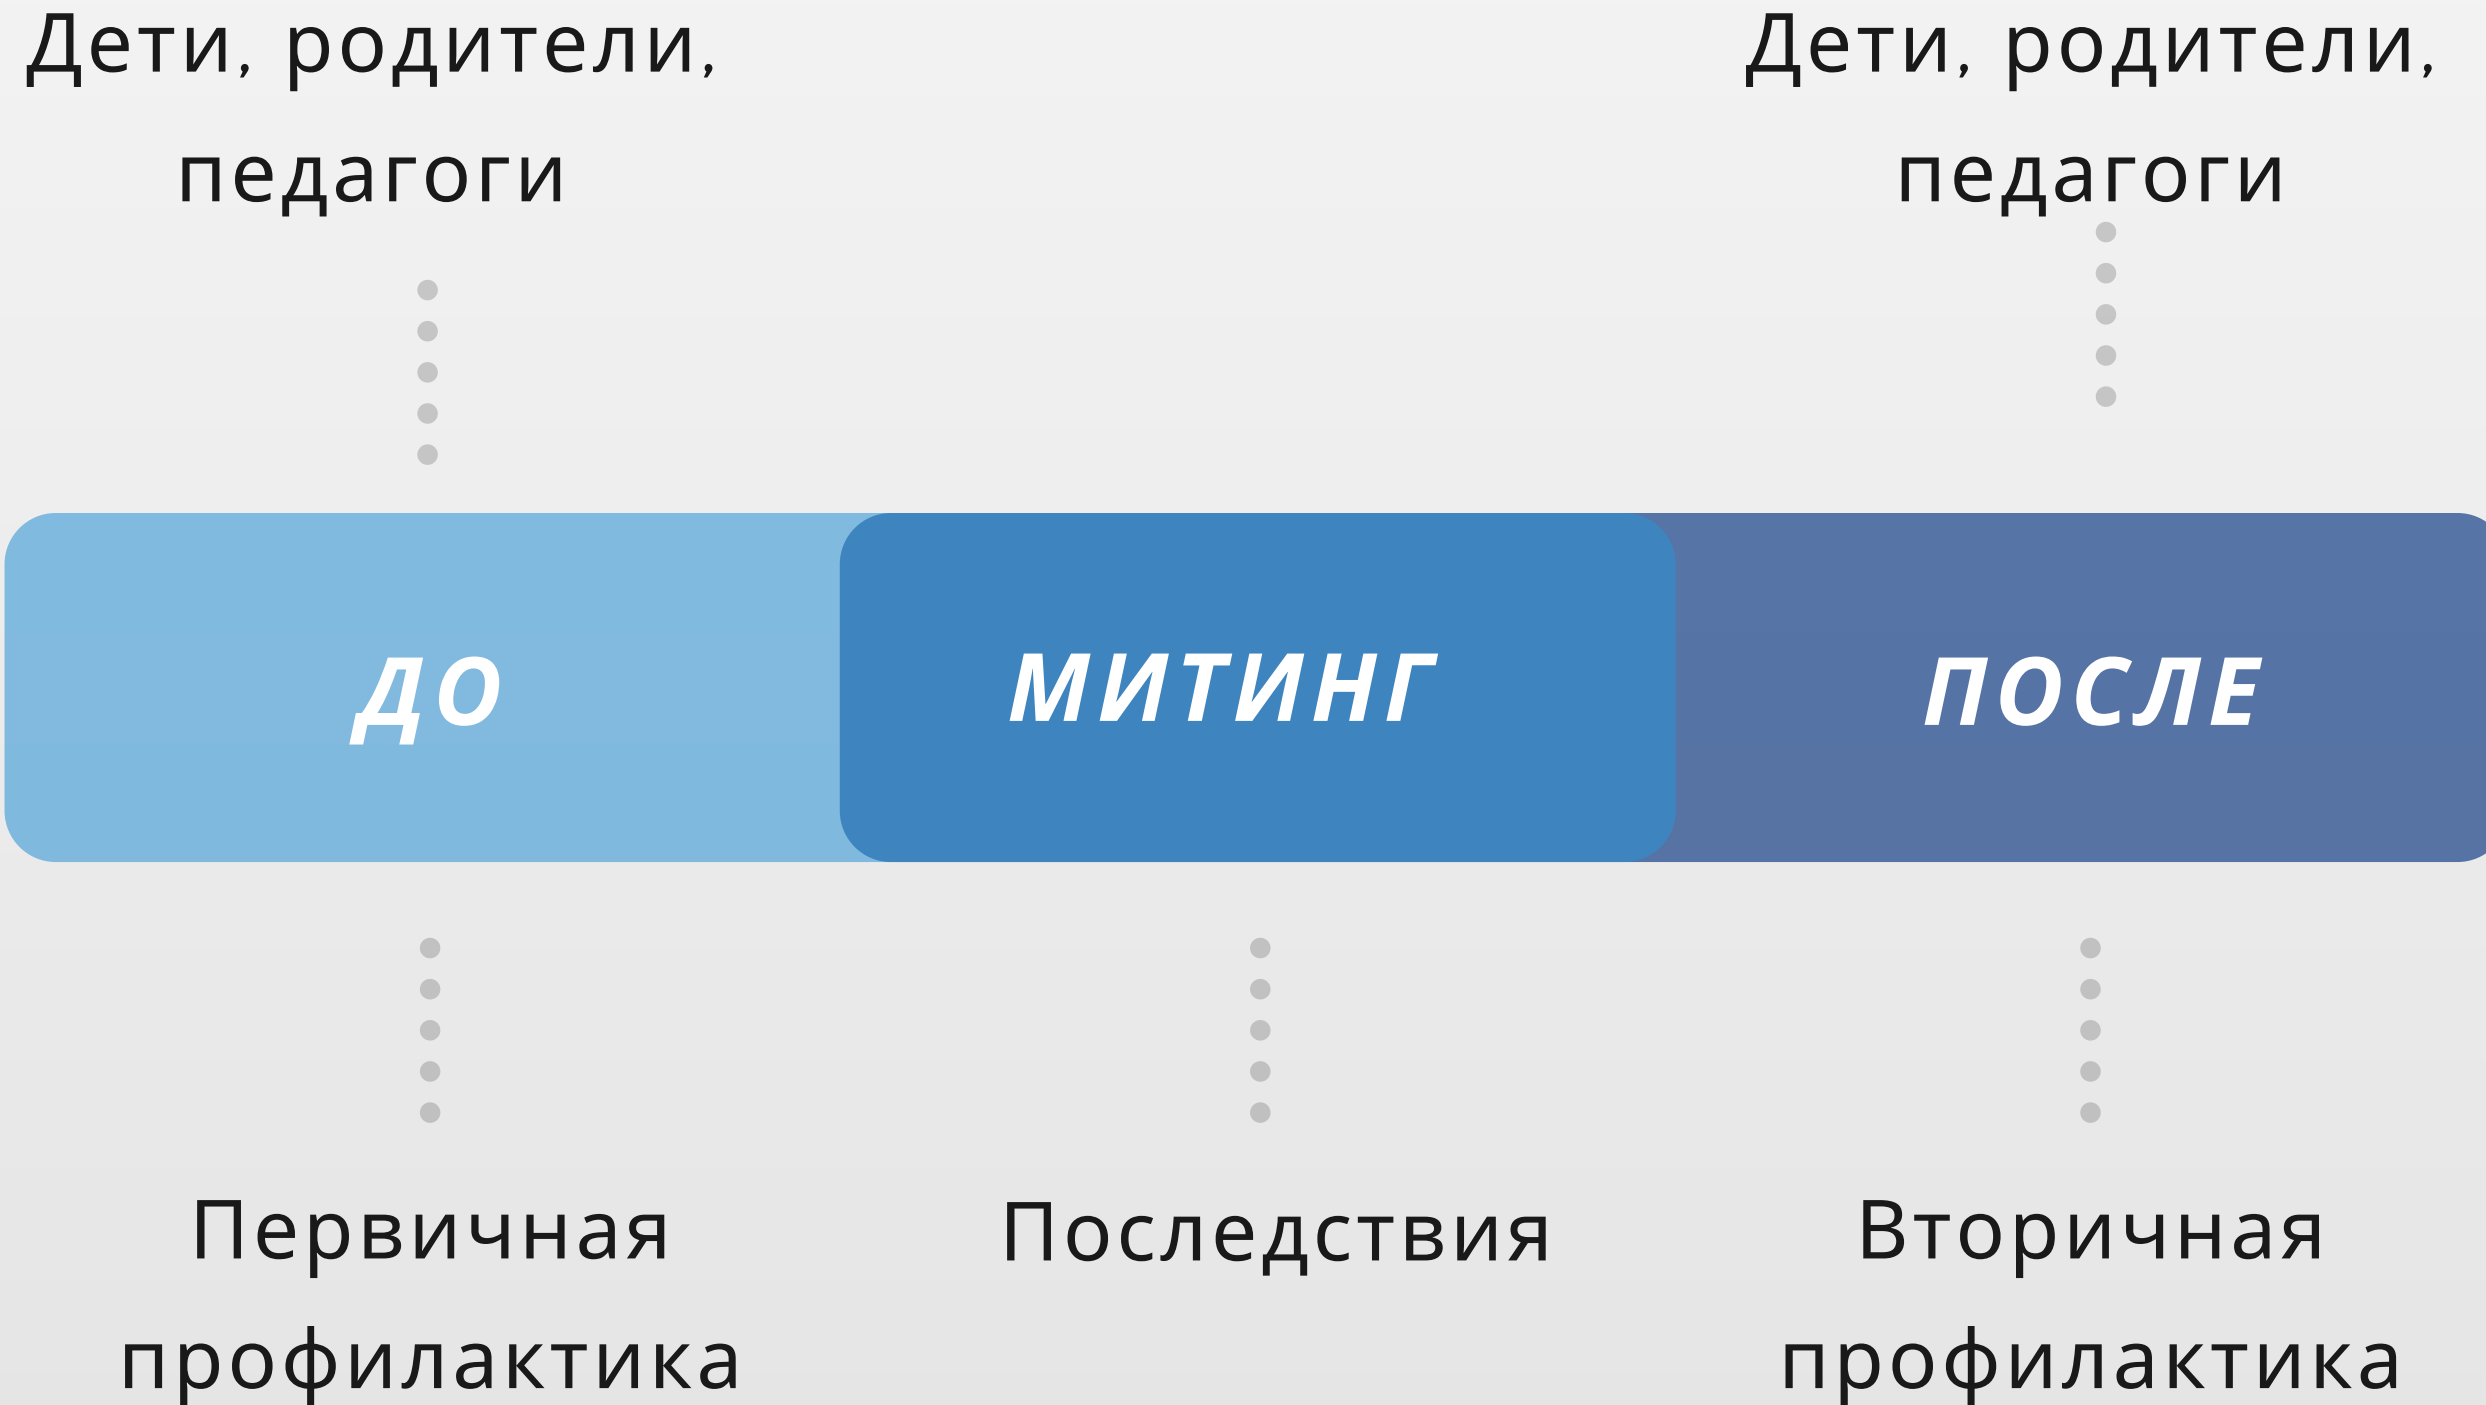 Дети, родители,
педагоги
Дети, родители,
педагоги
ДО
МИТИНГ
ПОСЛЕ
Первичная
профилактика
Последствия
Вторичная
профилактика